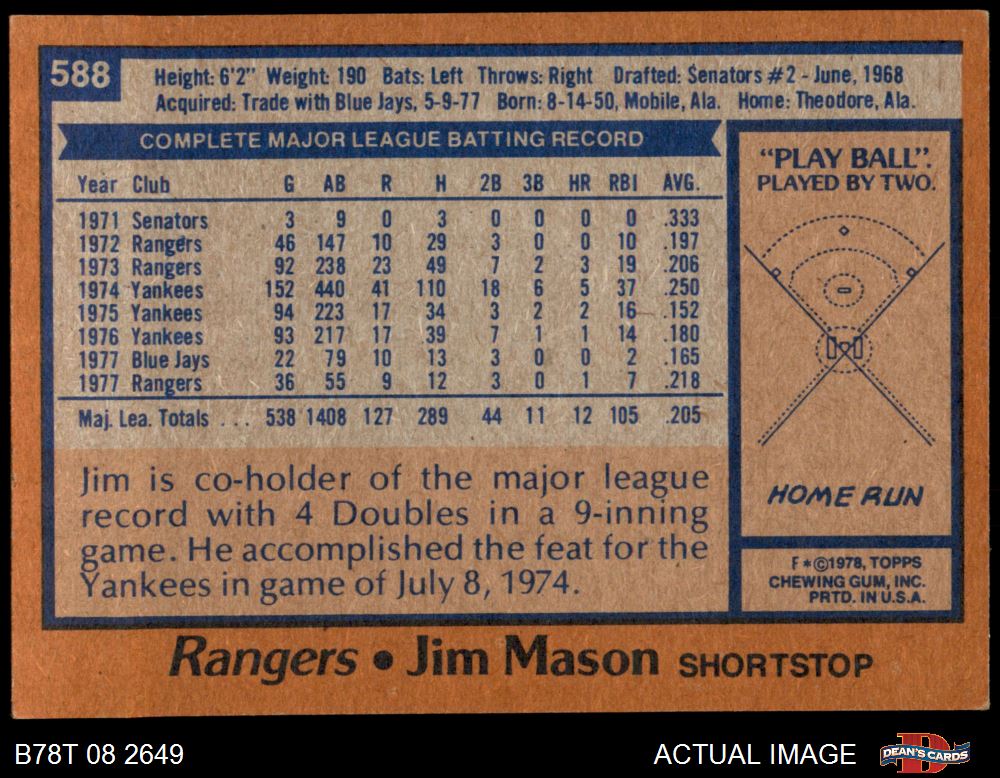 588
Height: 6'2" Weight: 190 Bats: Left Throws: Right Drafted: Senators #2 - June, 1968
Acquired: Trade with Blue Jays, 5-9-77 Born: 8-14-50, Mobile, Ala. Home: Theodore, Ala.
COMPLETE MAJOR LEAGUE BATTING RECORD
Year Club G AB R H 2B 3B HR RBI AVG.
1971 Senators 3 9 0 3 0 0 0 0 .333
1972 Rangers 46 147 10 29 3 0 0 10 .197
1973 Rangers 92 238 23 49 7 2 3 19 .206
1974 Yankees 152 440 41 110 18 6 5 37 .250
1975 Yankees 94 223 17 34 3 2 2 16 .152
1976 Yankees 93 217 17 39 7 1 1 14 .180
1977 Blue Jays 22 79 10 13 3 0 0 2 .165
1977 Rangers 36 55 9 12 3 0 1 7 .218
Maj. Lea. Totals . . . 538 1408 127 289 44 11 12 105 .205
Jim is co-holder of the major league
record with 4 Doubles in a 9-inning
game. He accomplished the feat for the
Yankees in game of July 8, 1974.
"PLAY BALL".
PLAYED BY TWO.
HOME RUN
F*©1978, TOPPS
CHEWING GUM, INC.
PRTD. IN U.S.A.
Rangers • Jim Mason SHORTSTOP
B78T 08 2649
ACTUAL IMAGE
DEAN'S CARDS